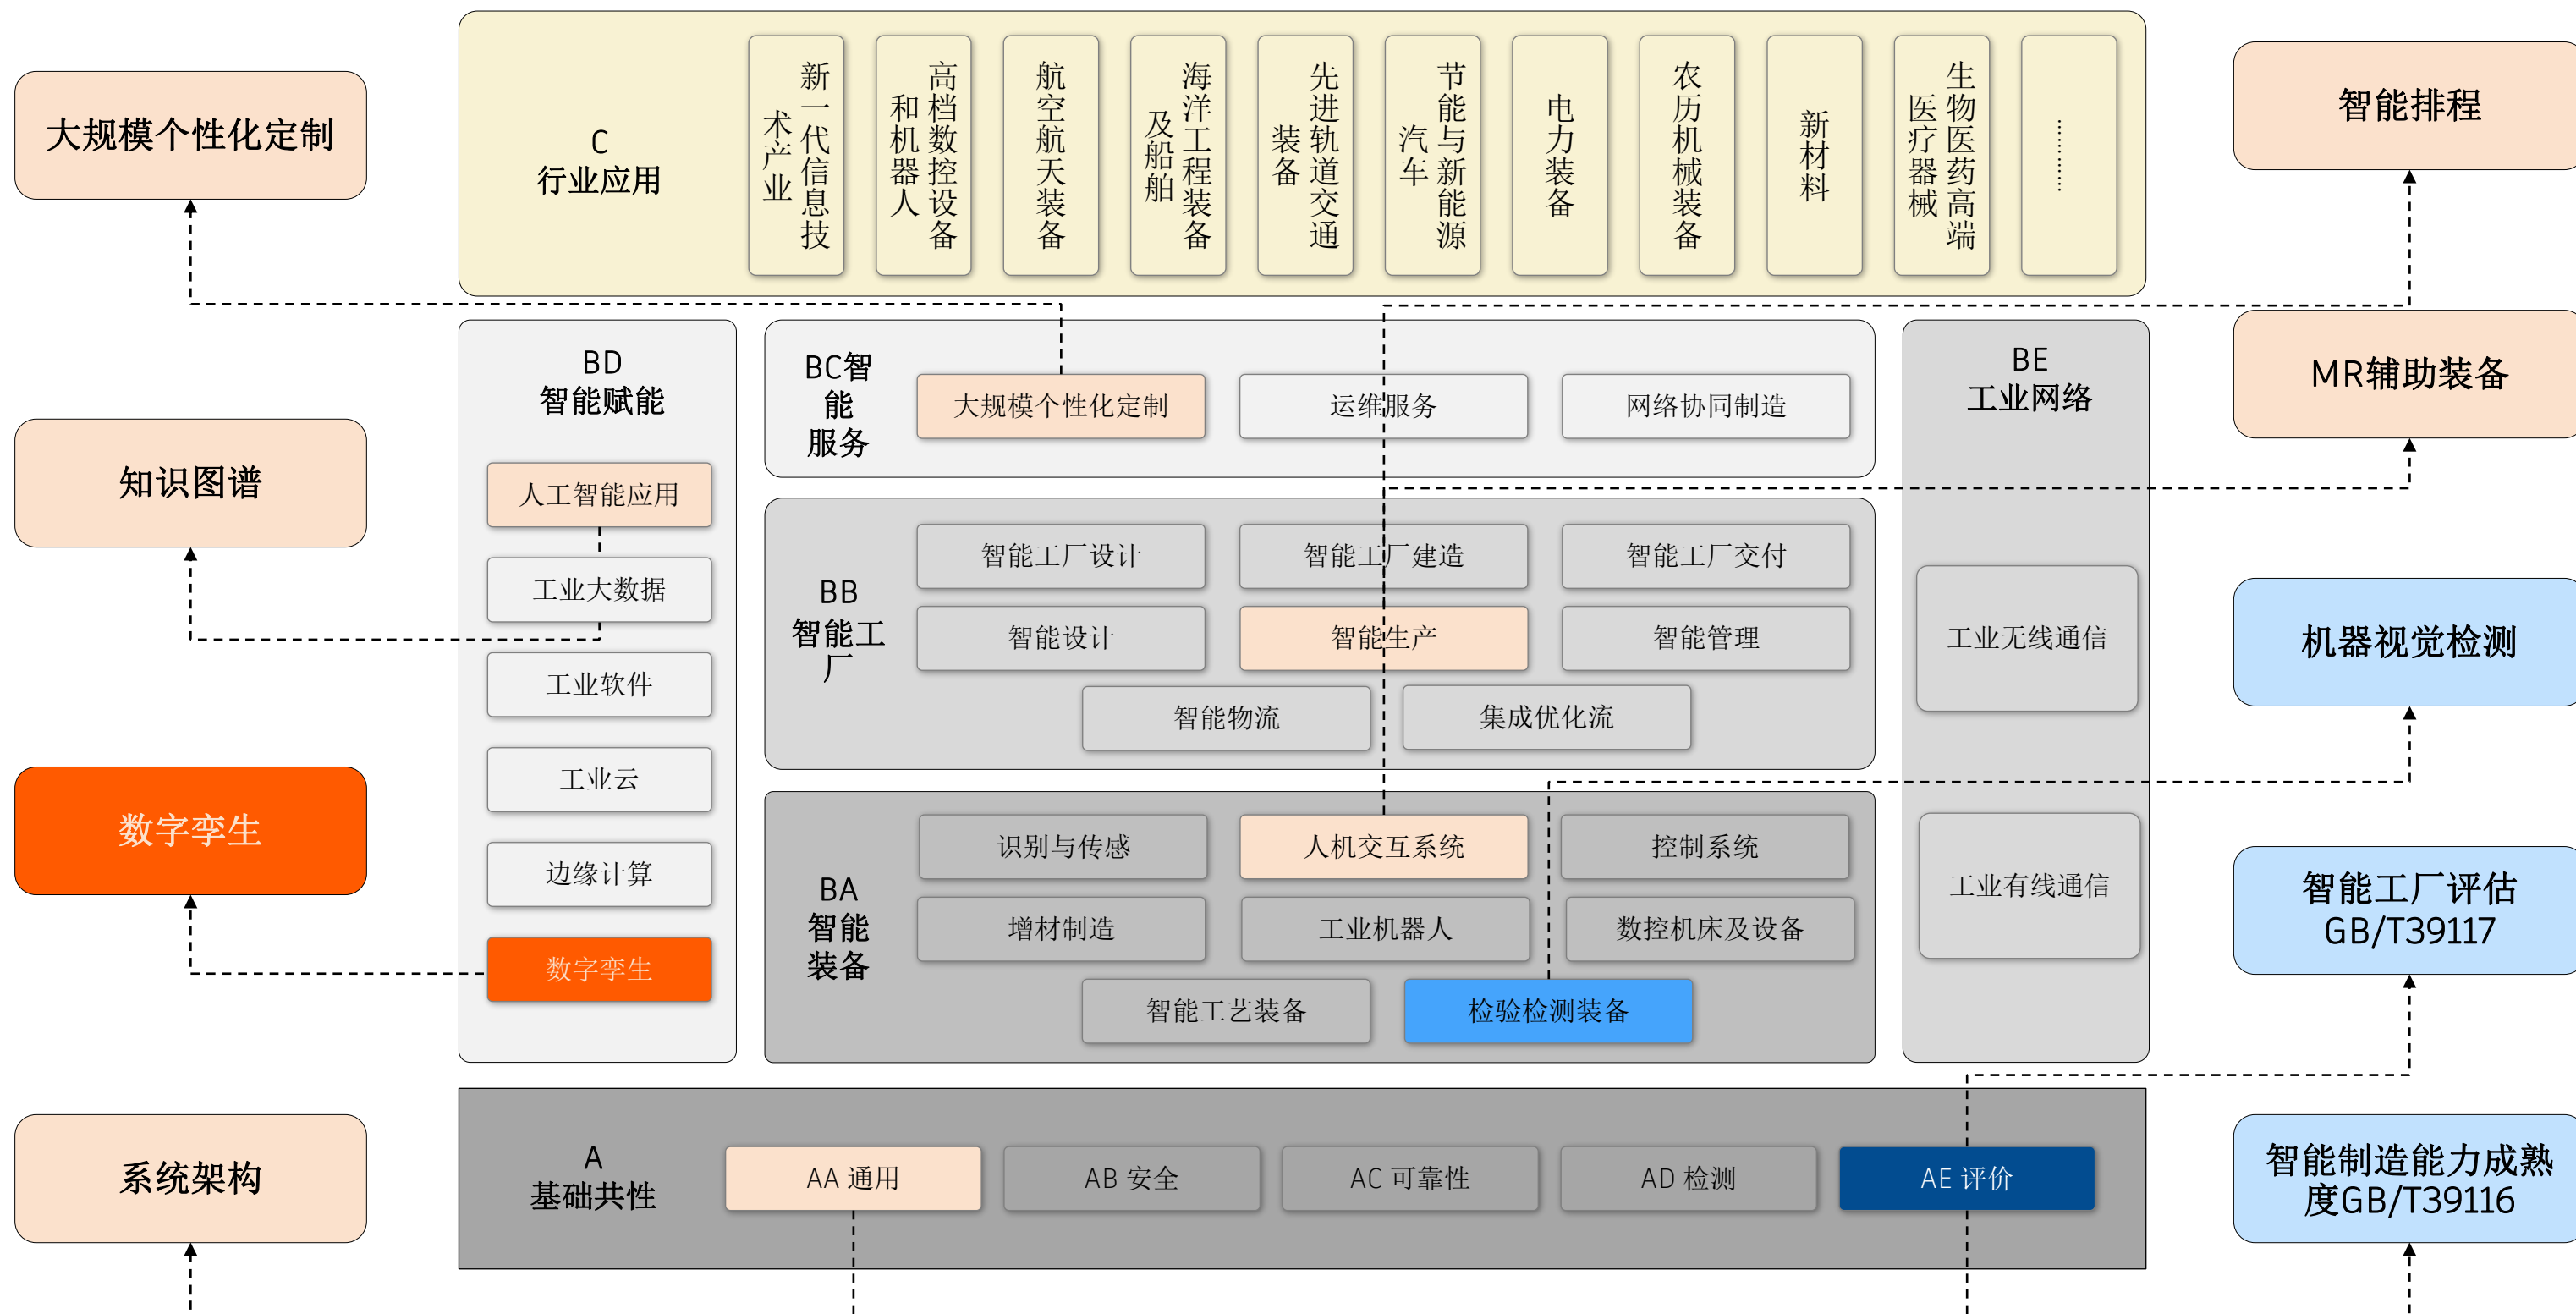 大规模个性化定制
知识图谱
数字孪生
系统架构
C
行业应用
新一代信息技
术产业
高档数控设备
和机器人
航空航天装备
海洋工程装备
及船舶
先进轨道交通
装备
节能与新能源
汽车
电力装备
农历机械装备
新材料
生物医药高端
医疗器械
………
BD
智能赋能
人工智能应用
工业大数据
工业软件
工业云
边缘计算
数字孪生
BC智
能
服务
大规模个性化定制
运维服务
网络协同制造
BB
智能工
厂
智能工厂设计
智能工厂建造
智能工厂交付
智能设计
智能生产
智能管理
智能物流
集成优化流
BA
智能
装备
识别与传感
人机交互系统
控制系统
增材制造
工业机器人
数控机床及设备
智能工艺装备
检验检测装备
BE
工业网络
工业无线通信
工业有线通信
A
基础共性
AA 通用
AB 安全
AC 可靠性
AD 检测
AE 评价
智能排程
MR辅助装备
机器视觉检测
智能工厂评估
GB/T39117
智能制造能力成熟
度GB/T39116